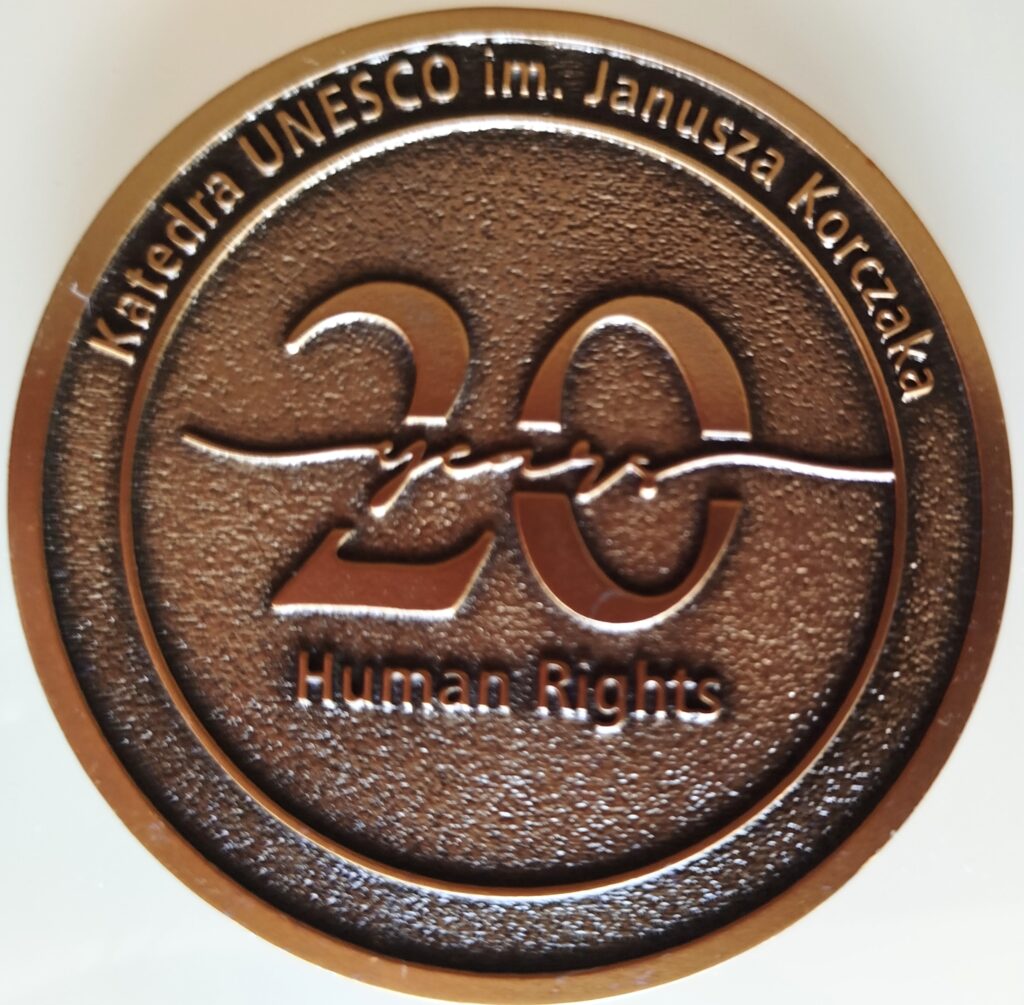 Katedra UNESCO im. Janusza Korczaka
20
years
Human Rights